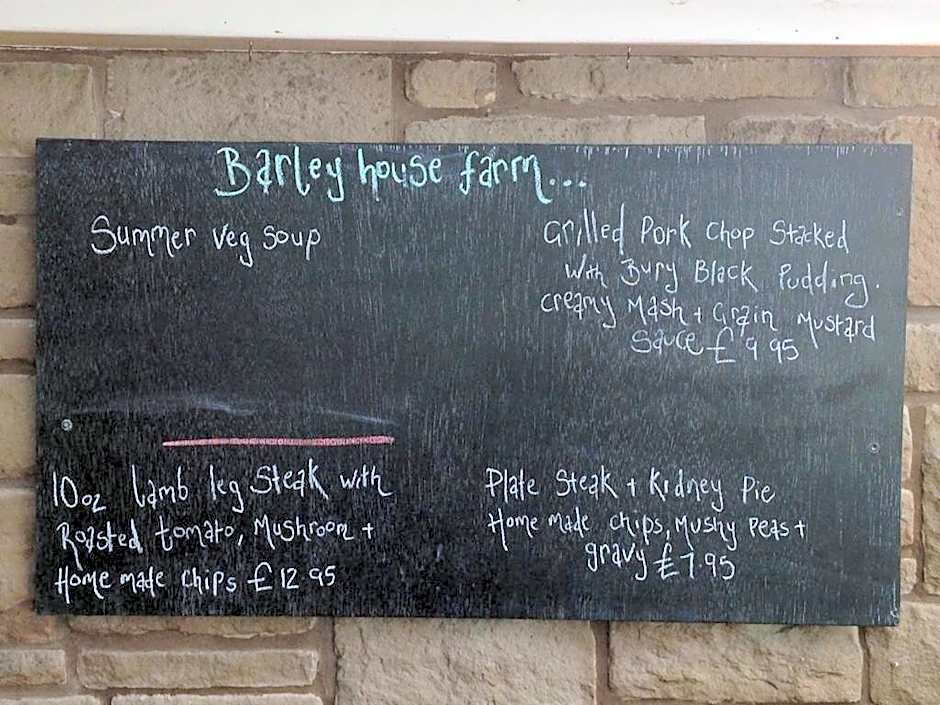 Barley house farm...
Summer Veg Soup
Grilled Pork Chop Stacked
with Bury Black Pudding.
Creamy Mash + Grain Mustard
Sauce £9 95
10oz Lamb leg Steak with
Roasted tomato, Mushroom +
Home made chips £12 95
Plate Steak + Kidney Pie
Home made chips, Mushy Peas +
gravy £7.95